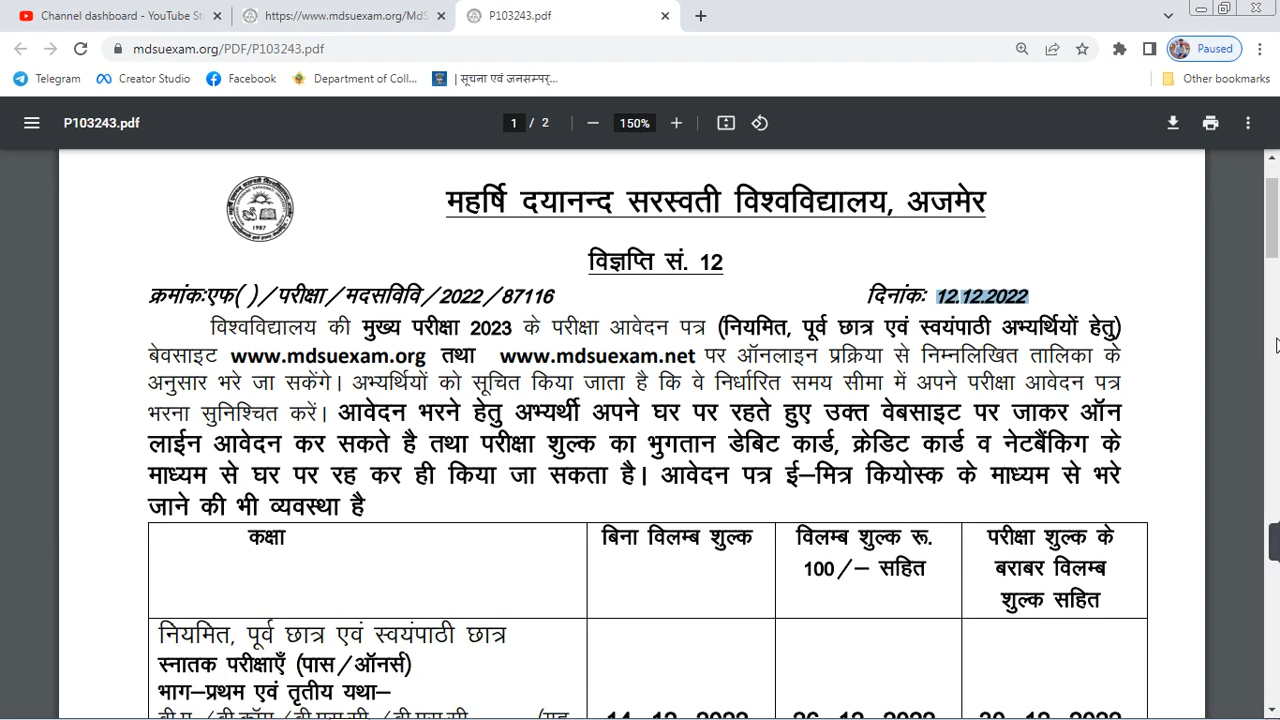 Channel dashboard - YouTube St
https://www.mdsuexam.org/MdS
P103243.pdf
mdsuexam.org/PDF/P103243.pdf
Paused
Telegram
Creator Studio
Facebook
Department of Coll...
| सूचना एवं जनसम्पर्...
Other bookmarks
P103243.pdf
1 / 2
150%
महर्षि दयानन्द सरस्वती विश्वविद्यालय, अजमेर
विज्ञप्ति सं. 12
क्रमांकःएफ( )/परीक्षा/मदसविवि/2022/87116
दिनांकः 12.12.2022
विश्वविद्यालय की मुख्य परीक्षा 2023 के परीक्षा आवेदन पत्र (नियमित, पूर्व छात्र एवं स्वयंपाठी अभ्यर्थियों हेतु)
बेवसाइट www.mdsuexam.org तथा www.mdsuexam.net पर ऑनलाइन प्रक्रिया से निम्नलिखित तालिका के
अनुसार भरे जा सकेंगे। अभ्यर्थियों को सूचित किया जाता है कि वे निर्धारित समय सीमा में अपने परीक्षा आवेदन पत्र
भरना सुनिश्चित करें। आवेदन भरने हेतु अभ्यर्थी अपने घर पर रहते हुए उक्त वेबसाइट पर जाकर ऑन
लाईन आवेदन कर सकते है तथा परीक्षा शुल्क का भुगतान डेबिट कार्ड, क्रेडिट कार्ड व नेटबैंकिग के
माध्यम से घर पर रह कर ही किया जा सकता है। आवेदन पत्र ई–मित्र कियोस्क के माध्यम से भरे
जाने की भी व्यवस्था है
कक्षा
बिना विलम्ब शुल्क
विलम्ब शुल्क रू.
100/– सहित
परीक्षा शुल्क के
बराबर विलम्ब
शुल्क सहित
नियमित, पूर्व छात्र एवं स्वयंपाठी छात्र
स्नातक परीक्षाएँ (पास/ऑनर्स)
भाग–प्रथम एवं तृतीय यथा–